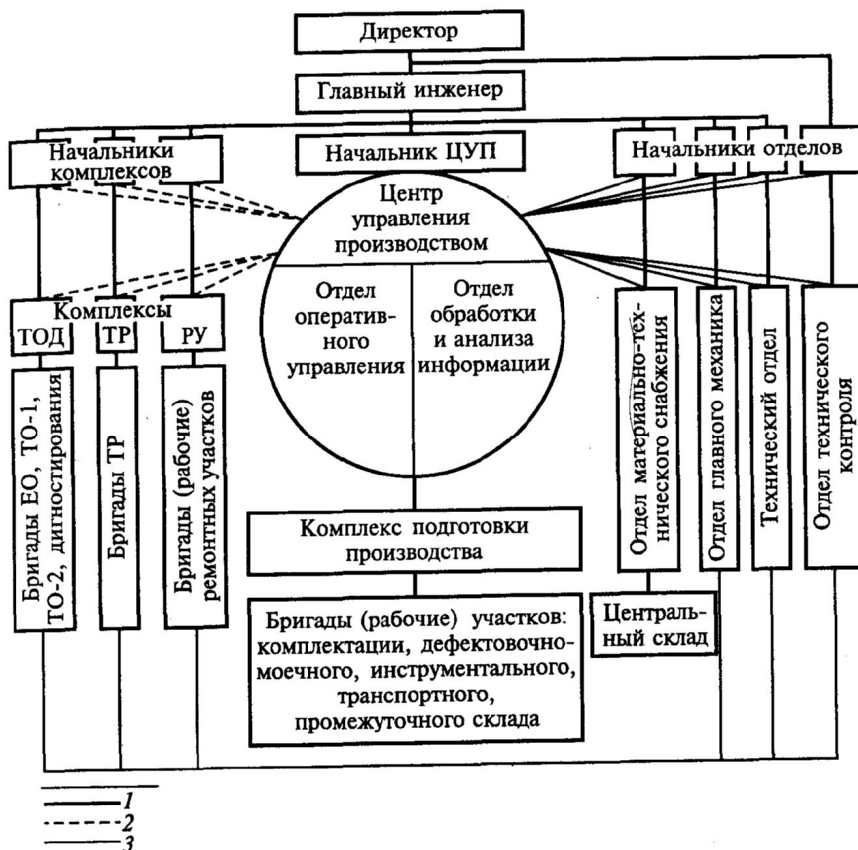 Директор
Главный инженер
Начальники
комплексов
Начальник ЦУП
Начальники отделов
Центр
управления
производством
Отдел
оператив-
ного
управления
Отдел
обработки
и анализа
информации
Комплексы
ТОД
ТР
РУ
Бригады ЕО, ТО-1,
ТО-2, дигностирования
Бригады ТР
Бригады (рабочие)
ремонтных участков
Отдел материально-тех-
нического снабжения
Отдел главного механика
Технический отдел
Отдел технического
контроля
Комплекс подготовки
производства
Централь-
ный склад
Бригады (рабочие) участков:
комплектации, дефектовочно-
моечного, инструментального,
транспортного,
промежуточного склада
1
2
3